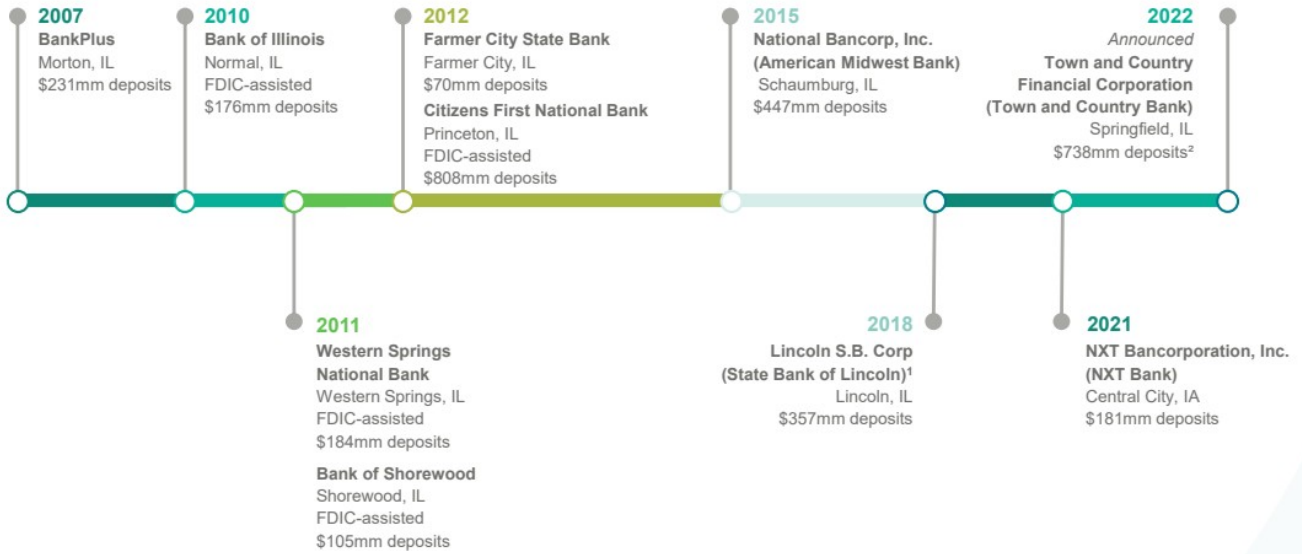 2007
BankPlus
Morton, IL
$231mm deposits
2010
Bank of Illinois
Normal, IL
FDIC-assisted
$176mm deposits
2012
Farmer City State Bank
Farmer City, IL
$70mm deposits
Citizens First National Bank
Princeton, IL
FDIC-assisted
$808mm deposits
2015
National Bancorp, Inc.
(American Midwest Bank)
Schaumburg, IL
$447mm deposits
2022
Announced
Town and Country
Financial Corporation
(Town and Country Bank)
Springfield, IL
$738mm deposits²
2011
Western Springs
National Bank
Western Springs, IL
FDIC-assisted
$184mm deposits
Bank of Shorewood
Shorewood, IL
FDIC-assisted
$105mm deposits
2018
Lincoln S.B. Corp
(State Bank of Lincoln)¹
Lincoln, IL
$357mm deposits
2021
NXT Bancorporation, Inc.
(NXT Bank)
Central City, IA
$181mm deposits